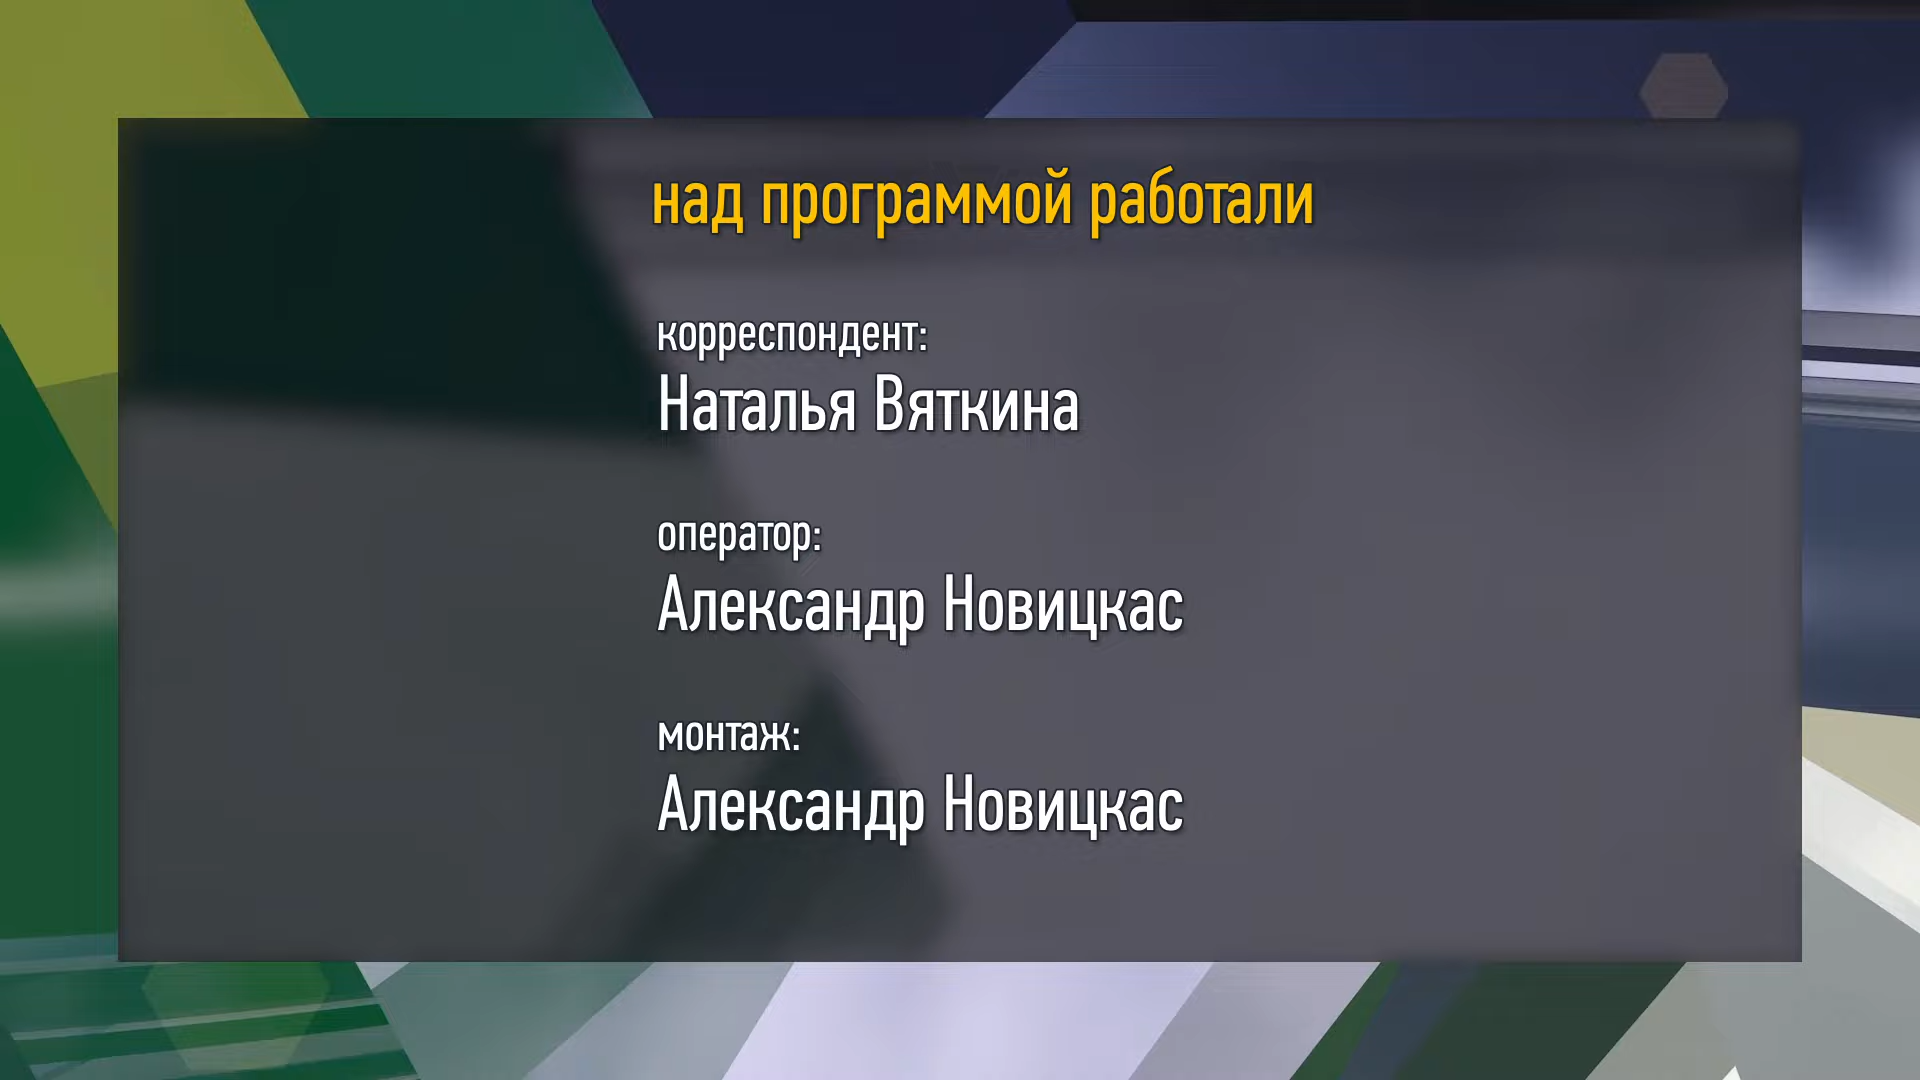 над программой работали
корреспондент:
Наталья Вяткина
оператор:
Александр Новицкас
монтаж:
Александр Новицкас